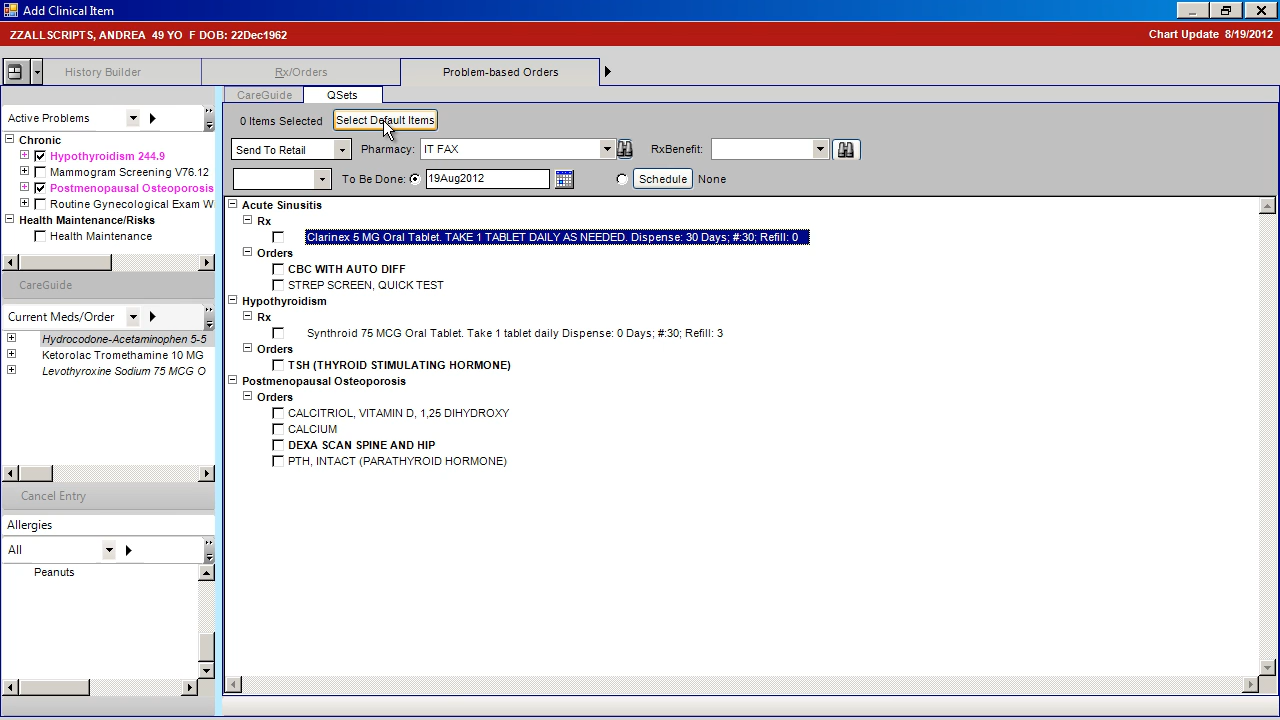 Add Clinical Item
ZZALLSCRIPTS, ANDREA 49 YO F DOB: 22Dec1962
Chart Update 8/19/2012
History Builder
Rx/Orders
Problem-based Orders
CareGuide
QSets
Active Problems
Chronic
Hypothyroidism 244.9
Mammogram Screening V76.12
Postmenopausal Osteoporosis
Routine Gynecological Exam W
Health Maintenance/Risks
Health Maintenance
CareGuide
Current Meds/Order
Hydrocodone-Acetaminophen 5-5
Ketorolac Tromethamine 10 MG
Levothyroxine Sodium 75 MCG O
Cancel Entry
Allergies
All
Peanuts
0 Items Selected
Select Default Items
Send To Retail
Pharmacy:
IT FAX
RxBenefit:
To Be Done:
19Aug2012
Schedule
None
Acute Sinusitis
Rx
Clarinex 5 MG Oral Tablet. TAKE 1 TABLET DAILY AS NEEDED. Dispense: 30 Days; #:30; Refill: 0
Orders
CBC WITH AUTO DIFF
STREP SCREEN, QUICK TEST
Hypothyroidism
Rx
Synthroid 75 MCG Oral Tablet. Take 1 tablet daily Dispense: 0 Days; #:30; Refill: 3
Orders
TSH (THYROID STIMULATING HORMONE)
Postmenopausal Osteoporosis
Orders
CALCITRIOL, VITAMIN D, 1,25 DIHYDROXY
CALCIUM
DEXA SCAN SPINE AND HIP
PTH, INTACT (PARATHYROID HORMONE)